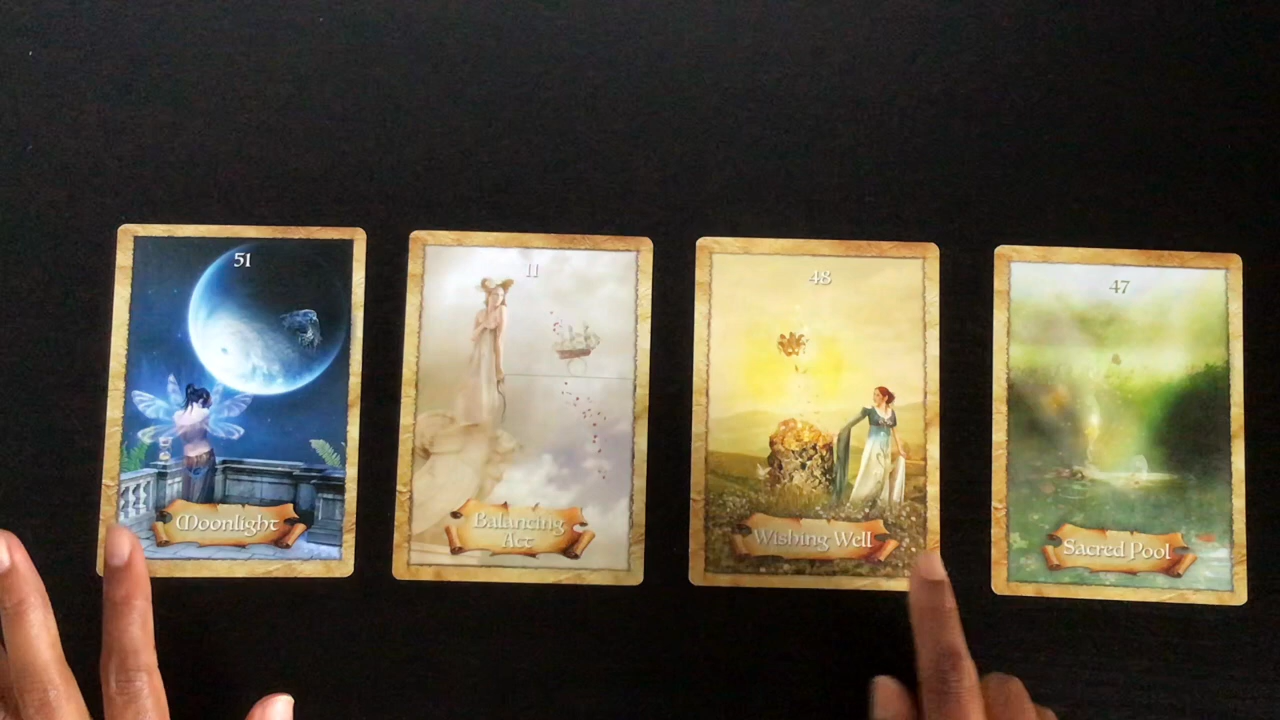 51
Moonlight
11
Balancing
Act
48
Wishing Well
47
Sacred Pool